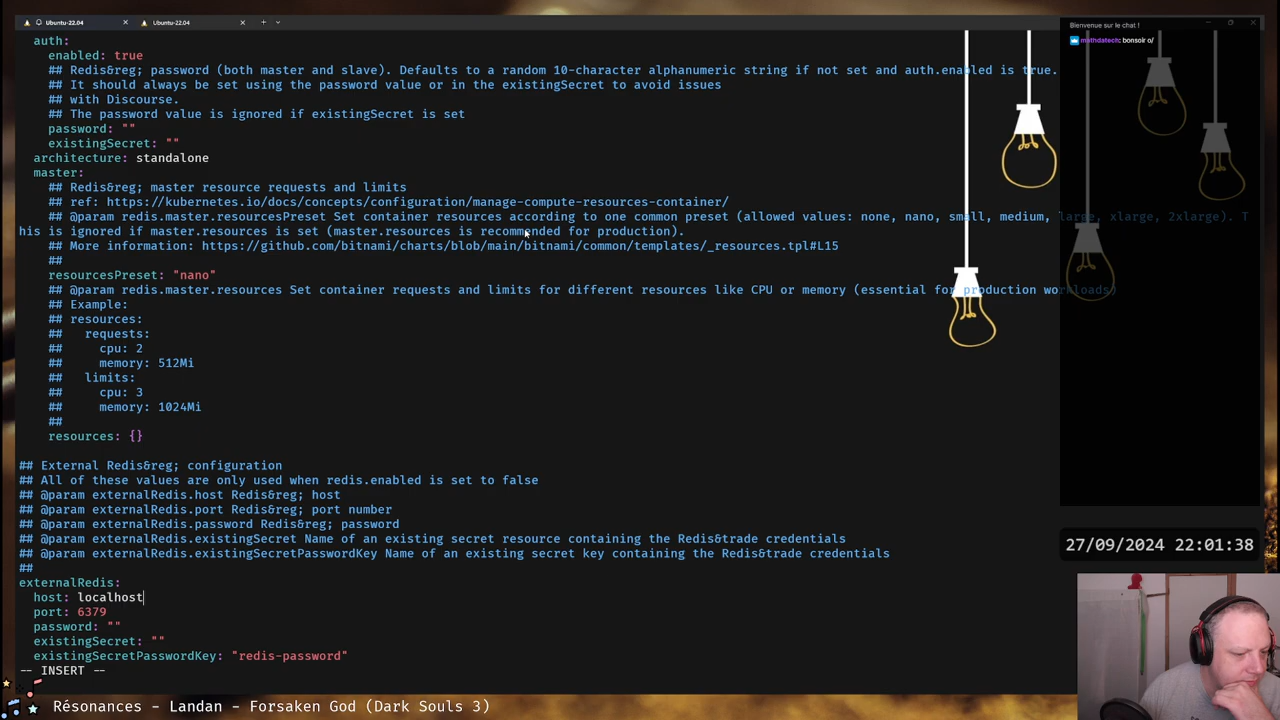 Ubuntu-22.04
Ubuntu-22.04
auth:
enabled: true
## Redis&reg; password (both master and slave). Defaults to a random 10-character alphanumeric string if not set and auth.enabled is true.
## It should always be set using the password value or in the existingSecret to avoid issues
## with Discourse.
## The password value is ignored if existingSecret is set
password: ""
existingSecret: ""
architecture: standalone
master:
## Redis&reg; master resource requests and limits
## ref: https://kubernetes.io/docs/concepts/configuration/manage-compute-resources-container/
## @param redis.master.resourcesPreset Set container resources according to one common preset (allowed values: none, nano, small, medium, large, xlarge, 2xlarge). T
his is ignored if master.resources is set (master.resources is recommended for production).
## More information: https://github.com/bitnami/charts/blob/main/bitnami/common/templates/_resources.tpl#L15
##
resourcesPreset: "nano"
## @param redis.master.resources Set container requests and limits for different resources like CPU or memory (essential for production workloads)
## Example:
## resources:
##   requests:
##     cpu: 2
##     memory: 512Mi
##   limits:
##     cpu: 3
##     memory: 1024Mi
##
resources: {}
## External Redis&reg; configuration
## All of these values are only used when redis.enabled is set to false
## @param externalRedis.host Redis&reg; host
## @param externalRedis.port Redis&reg; port number
## @param externalRedis.password Redis&reg; password
## @param externalRedis.existingSecret Name of an existing secret resource containing the Redis&trade credentials
## @param externalRedis.existingSecretPasswordKey Name of an existing secret key containing the Redis&trade credentials
##
externalRedis:
host: localhost
port: 6379
password: ""
existingSecret: ""
existingSecretPasswordKey: "redis-password"
-- INSERT --
Bienvenue sur le chat !
mathdatech: bonsoir o/
27/09/2024 22:01:38
Résonances - Landan - Forsaken God (Dark Souls 3)